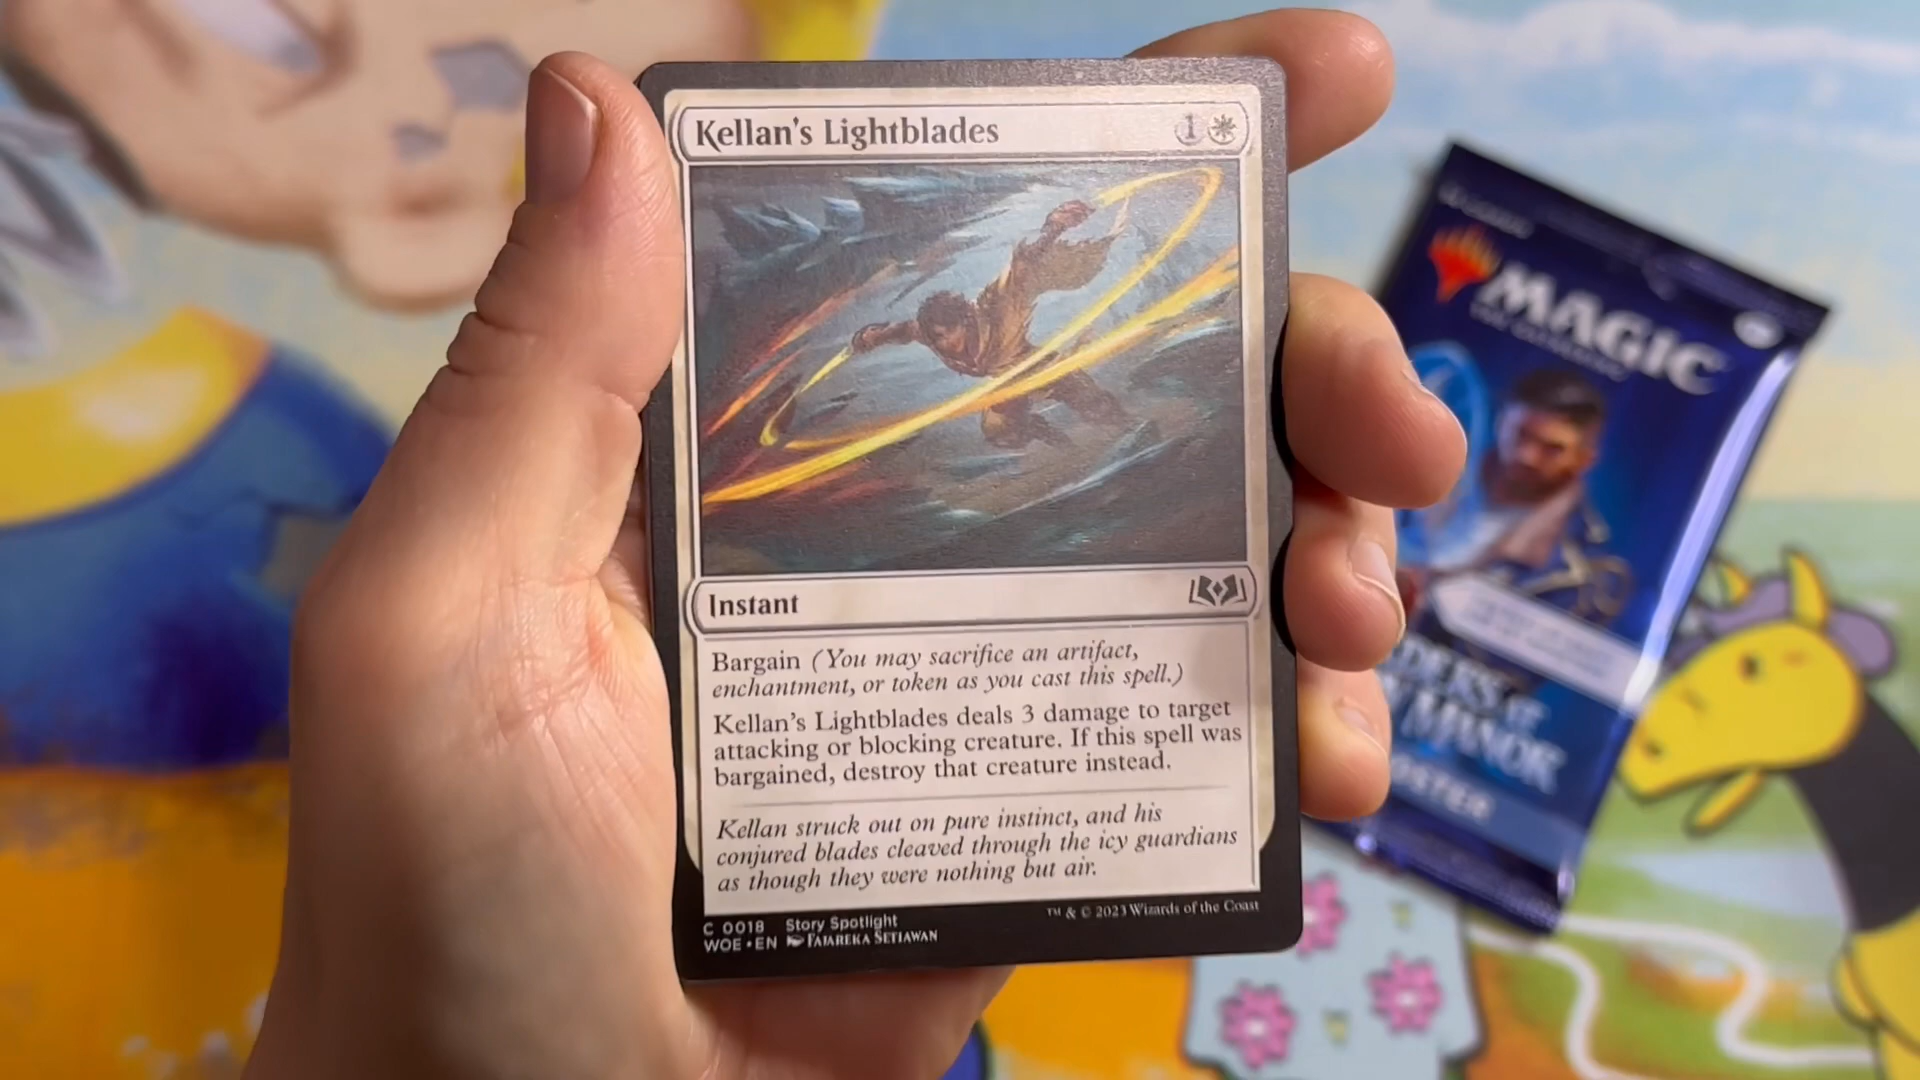 Kellan's Lightblades 1
Instant
Bargain (You may sacrifice an artifact,
enchantment, or token as you cast this spell.)
Kellan's Lightblades deals 3 damage to target
attacking or blocking creature. If this spell was
bargained, destroy that creature instead.
Kellan struck out on pure instinct, and his
conjured blades cleaved through the icy guardians
as though they were nothing but air.
C 0018 Story Spotlight
WOE • EN FAJAREKA SETIAWAN
™ & © 2023 Wizards of the Coast
MAGIC
MANOR